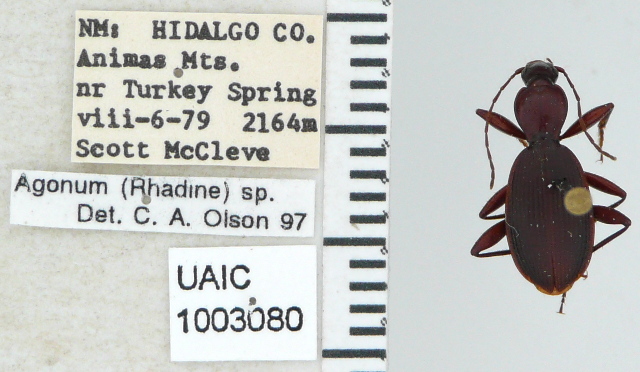 NM: HIDALGO CO.
Animas Mts.
nr Turkey Spring
viii-6-79 2164m
Scott McCleve
Agonum (Rhadine) sp.
Det. C. A. Olson 97
UAIC
1003080